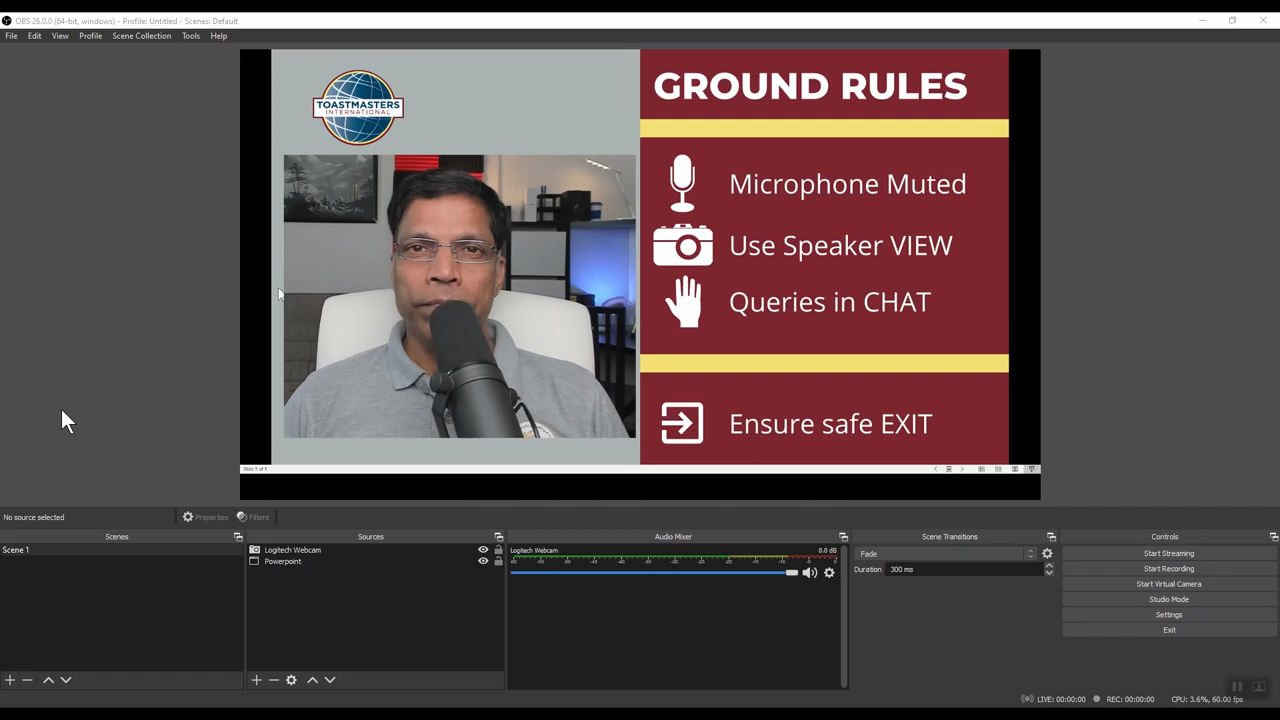 OBS 26.0.0 (64-bit, windows) - Profile: Untitled - Scenes: Default
File Edit View Profile Scene Collection Tools Help
TOASTMASTERS
INTERNATIONAL
GROUND RULES
Microphone Muted
Use Speaker VIEW
Queries in CHAT
Ensure safe EXIT
No source selected
Properties
Filters
Scenes
Sources
Audio Mixer
Scene Transitions
Controls
Scene 1
Logitech Webcam
Powerpoint
Logitech Webcam
0.0 dB
Fade
Duration
300 ms
Start Streaming
Start Recording
Start Virtual Camera
Studio Mode
Settings
Exit
LIVE: 00:00:00
REC: 00:00:00
CPU: 3.6%, 60.00 fps